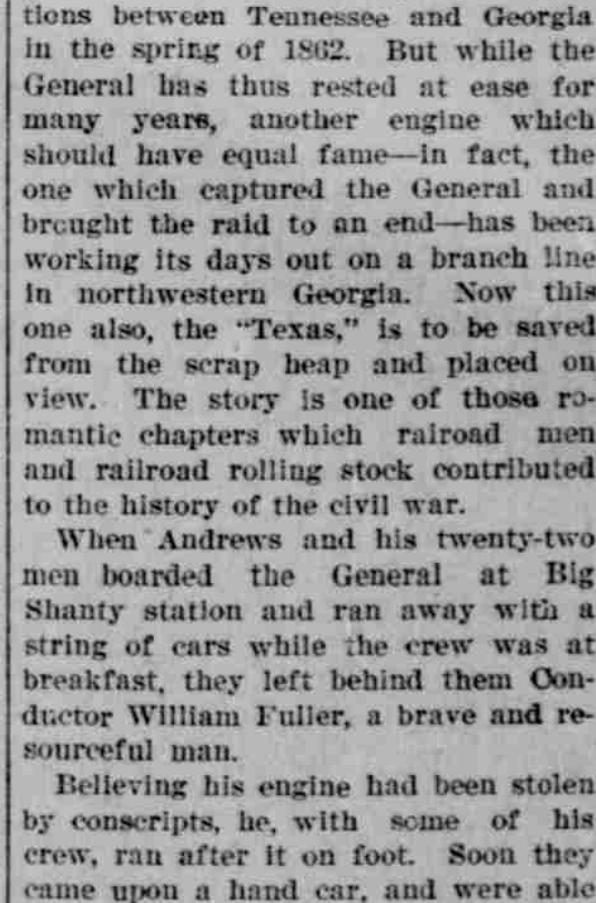 tions between Tennessee and Georgia
in the spring of 1862. But while the
General has thus rested at ease for
many years, another engine which
should have equal fame—in fact, the
one which captured the General and
brought the raid to an end—has been
working its days out on a branch line
in northwestern Georgia. Now this
one also, the "Texas," is to be saved
from the scrap heap and placed on
view. The story is one of those ro-
mantic chapters which rairoad men
and railroad rolling stock contributed
to the history of the civil war.
When Andrews and his twenty-two
men boarded the General at Big
Shanty station and ran away with a
string of cars while the crew was at
breakfast, they left behind them Con-
ductor William Fuller, a brave and re-
sourceful man.
Believing his engine had been stolen
by conscripts, he, with some of his
crew, ran after it on foot. Soon they
came upon a hand car, and were able